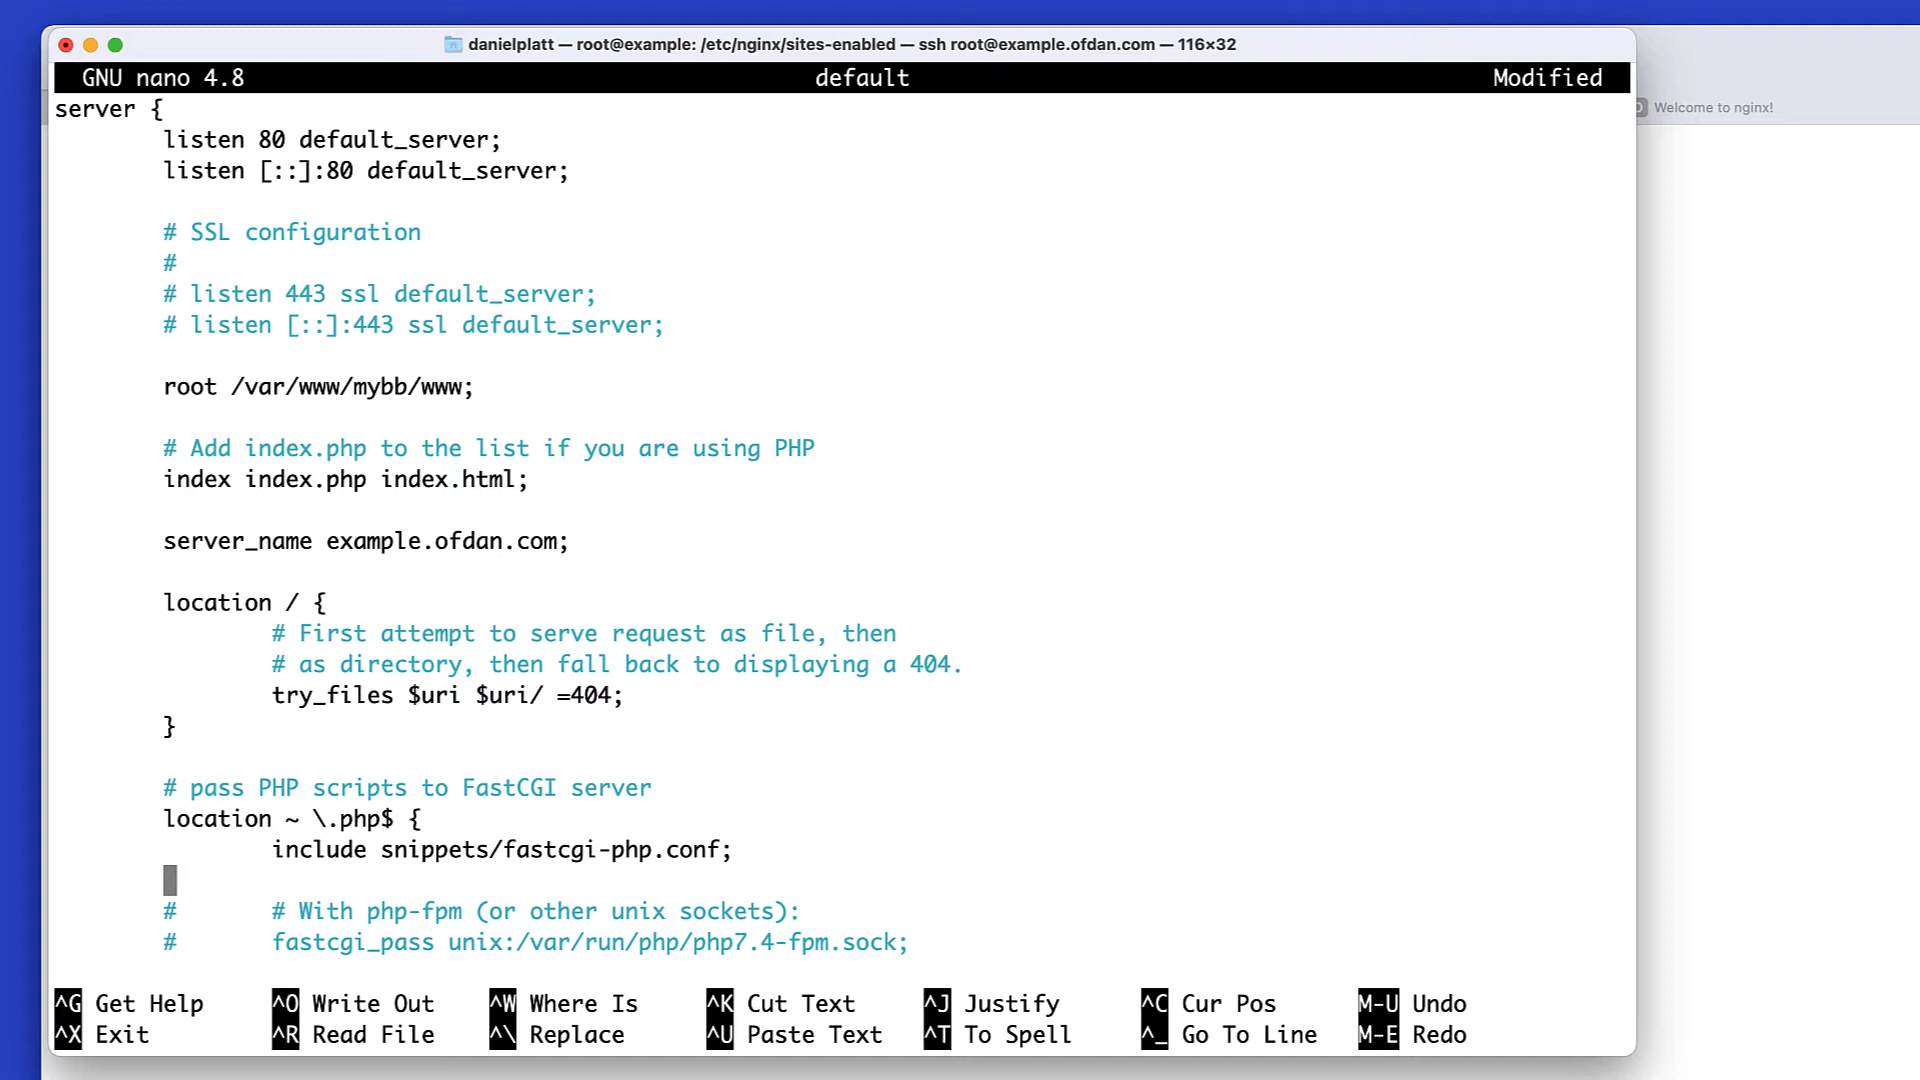 danielplatt — root@example: /etc/nginx/sites-enabled — ssh root@example.ofdan.com — 116×32
GNU nano 4.8 default Modified
Welcome to nginx!
server {
listen 80 default_server;
listen [::]:80 default_server;
# SSL configuration
#
# listen 443 ssl default_server;
# listen [::]:443 ssl default_server;
root /var/www/mybb/www;
# Add index.php to the list if you are using PHP
index index.php index.html;
server_name example.ofdan.com;
location / {
# First attempt to serve request as file, then
# as directory, then fall back to displaying a 404.
try_files $uri $uri/ =404;
}
# pass PHP scripts to FastCGI server
location ~ \.php$ {
include snippets/fastcgi-php.conf;
# # With php-fpm (or other unix sockets):
# fastcgi_pass unix:/var/run/php/php7.4-fpm.sock;
^G Get Help ^O Write Out ^W Where Is ^K Cut Text ^J Justify ^C Cur Pos M-U Undo
^X Exit ^R Read File ^\ Replace ^U Paste Text ^T To Spell ^_ Go To Line M-E Redo